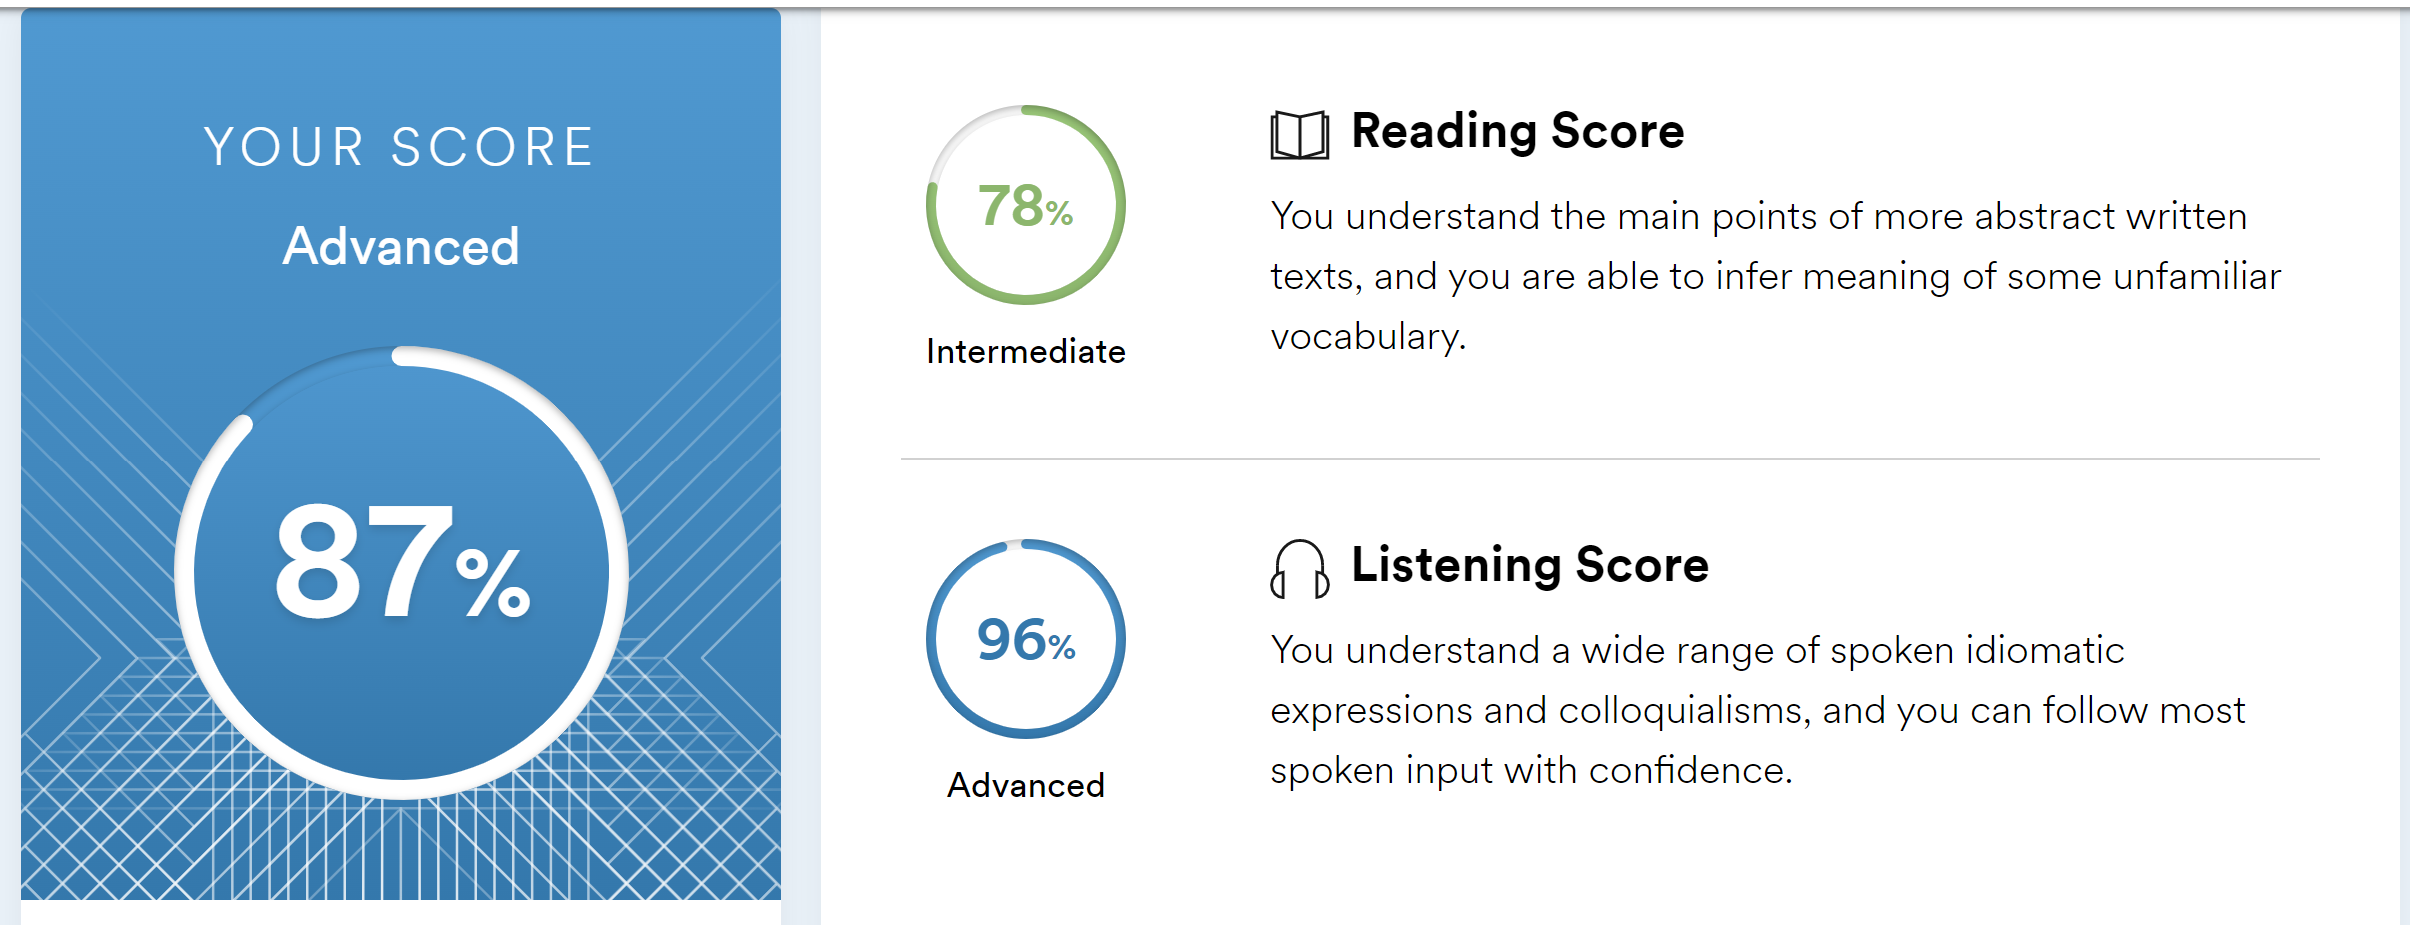 YOUR SCORE
Advanced
87%
78%
Intermediate
Reading Score
You understand the main points of more abstract written
texts, and you are able to infer meaning of some unfamiliar
vocabulary.
96%
Advanced
Listening Score
You understand a wide range of spoken idiomatic
expressions and colloquialisms, and you can follow most
spoken input with confidence.